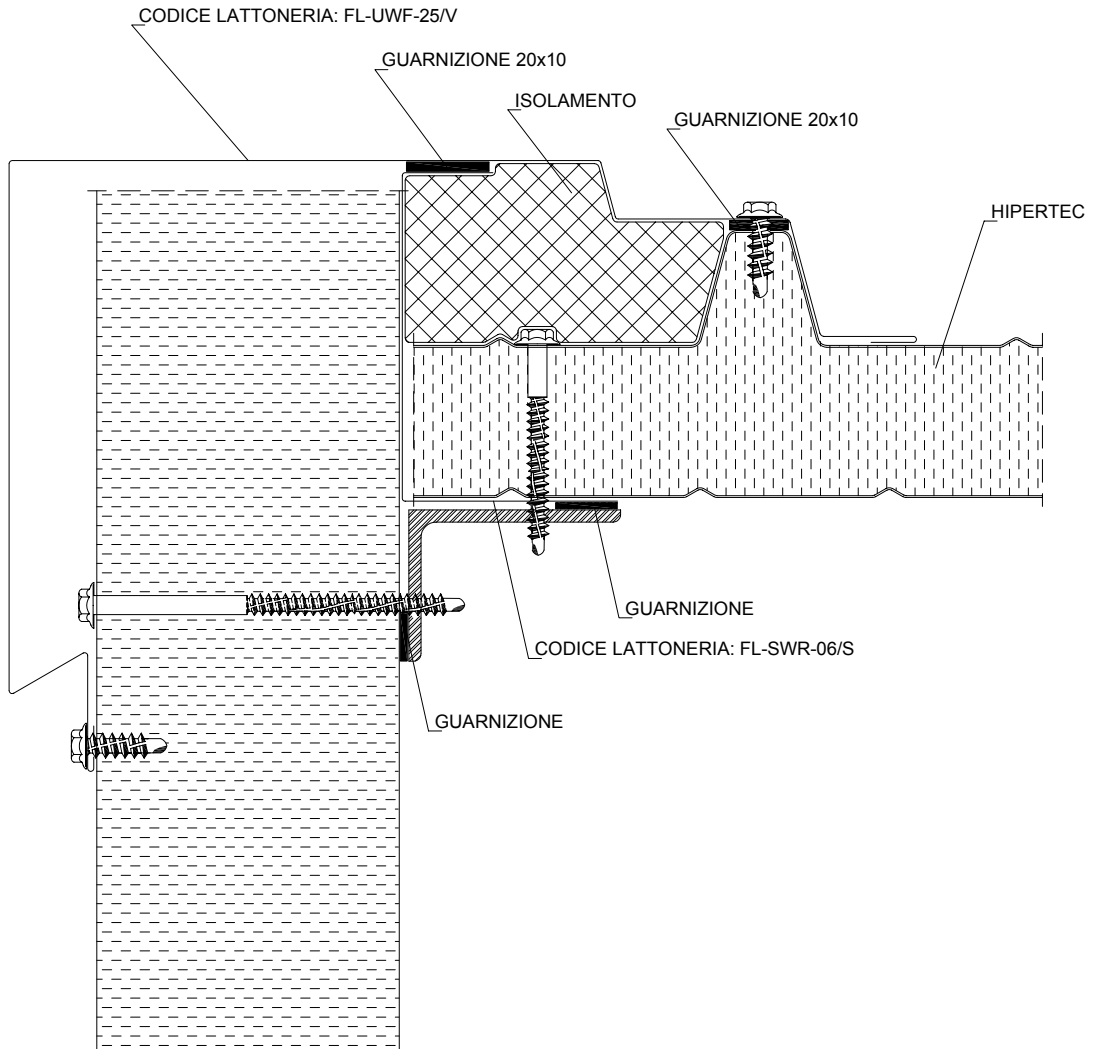 CODICE LATTONERIA: FL-UWF-25/V
GUARNIZIONE 20x10
ISOLAMENTO
GUARNIZIONE 20x10
HIPERTEC
GUARNIZIONE
CODICE LATTONERIA: FL-SWR-06/S
GUARNIZIONE